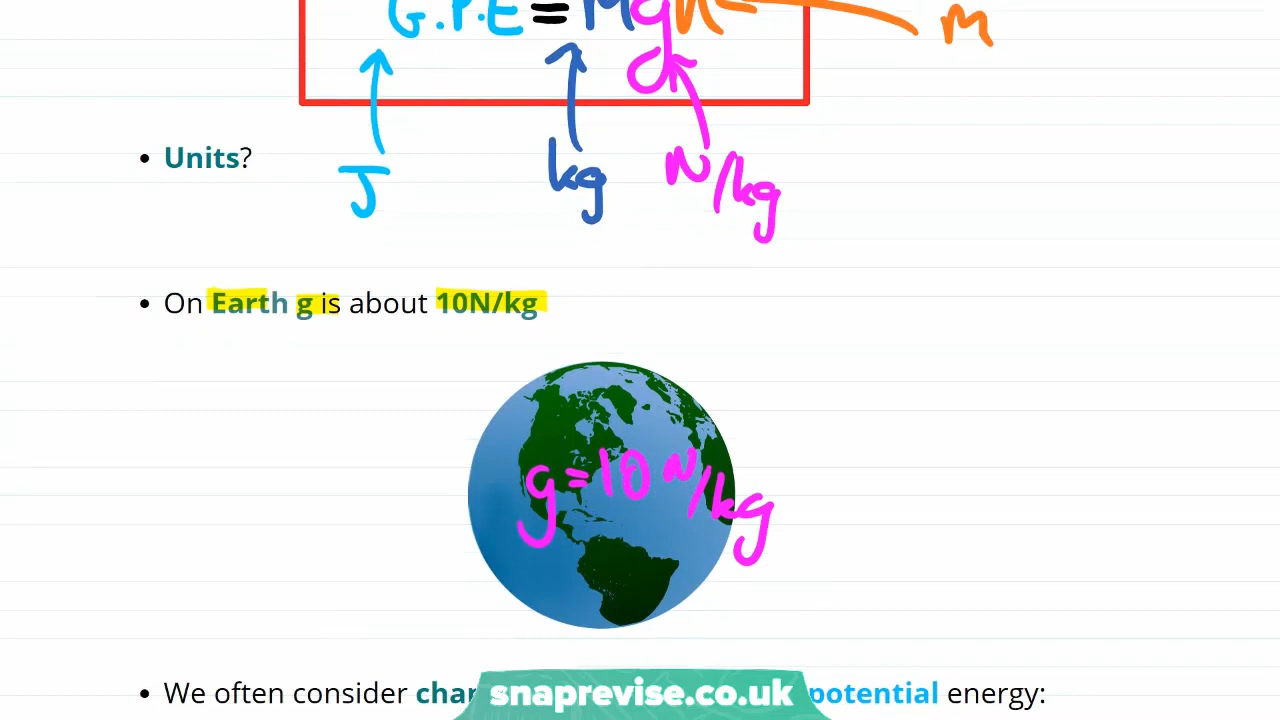 G.P.E = mgh
m
• Units?
J kg N/kg
• On Earth g is about 10N/kg
g = 10 N/kg
• We often consider potential energy:
snaprevise.co.uk